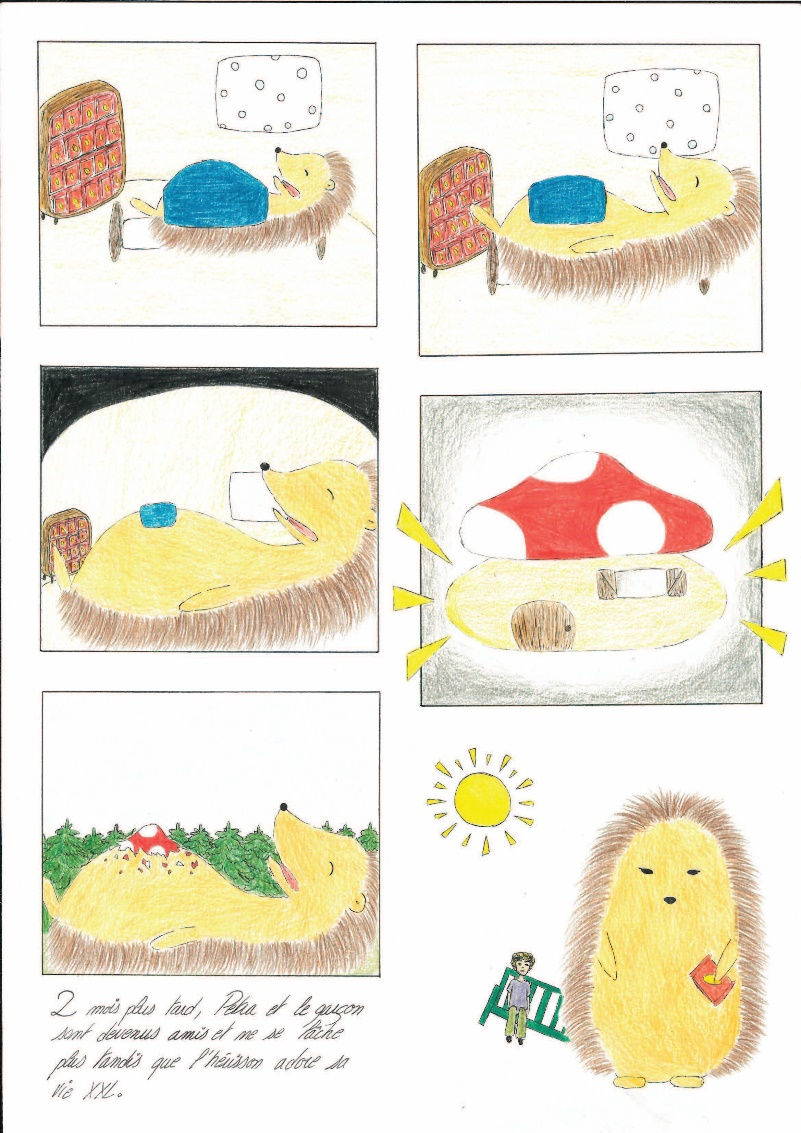 2 mois plus tard, Petra et le garçon
sont devenus amis et ne se lâche
plus tandis que l'hérisson adore sa
vie XXL.